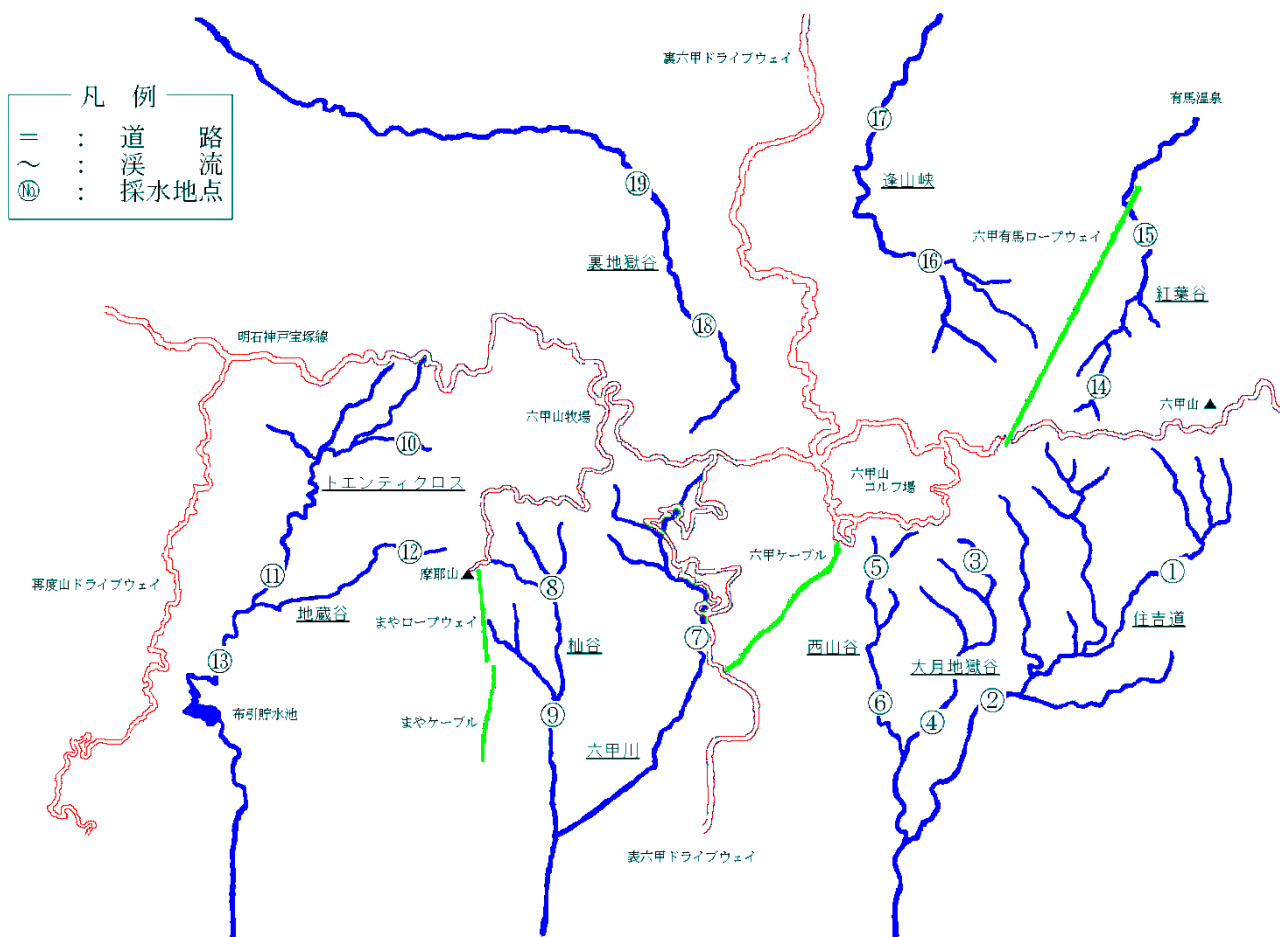 凡 例
＝ ： 道 路
～ ： 渓 流
№ ： 採水地点
裏六甲ドライブウェイ
有馬温泉
⑰
逢山峡
⑲
六甲有馬ロープウェイ
⑮
裏地獄谷
⑯
紅葉谷
⑱
明石神戸宝塚線
⑭
六甲山▲
六甲山牧場
⑩
六甲山
ゴルフ場
トエンティクロス
六甲ケーブル
⑫
③
⑤
①
⑪
摩耶山▲
⑧
再度山ドライブウェイ
地蔵谷
まやロープウェイ
杣谷
⑦
西山谷
住吉道
⑬
大月地獄谷
②
⑥
布引貯水池
まやケーブル
⑨
④
六甲川
表六甲ドライブウェイ